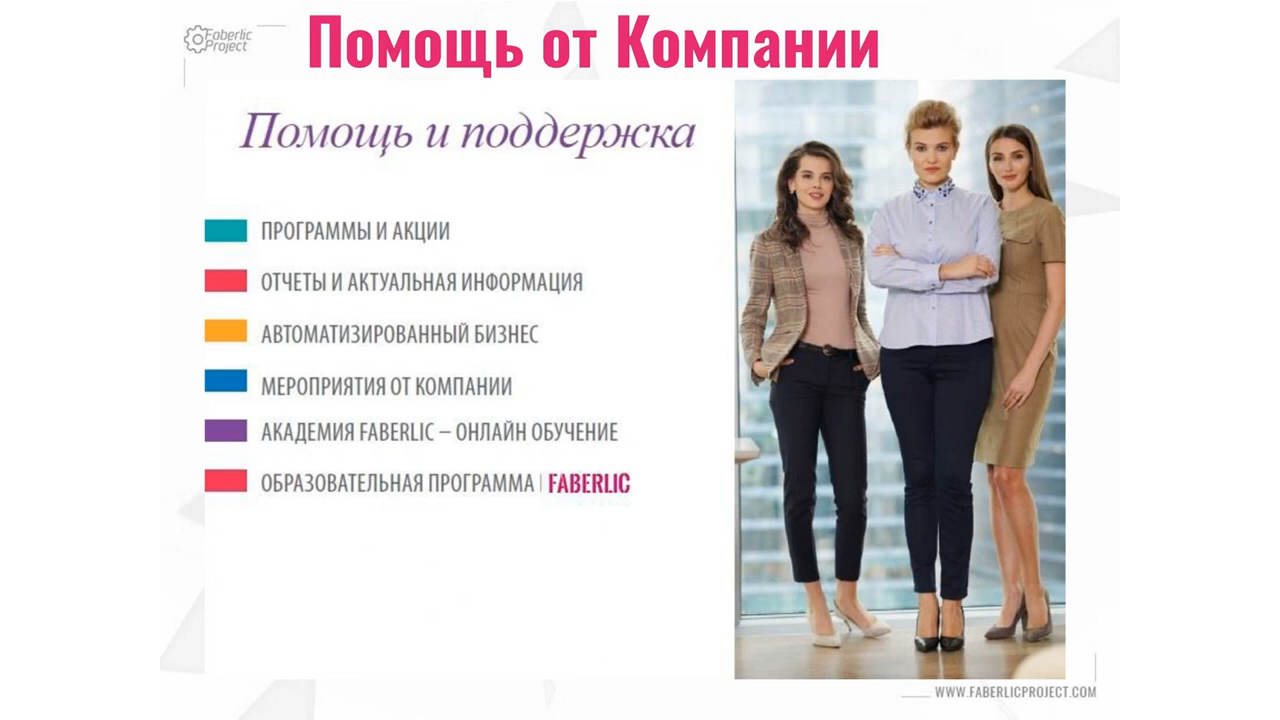 Faberlic
Project
Помощь от Компании
Помощь и поддержка
ПРОГРАММЫ И АКЦИИ
ОТЧЕТЫ И АКТУАЛЬНАЯ ИНФОРМАЦИЯ
АВТОМАТИЗИРОВАННЫЙ БИЗНЕС
МЕРОПРИЯТИЯ ОТ КОМПАНИИ
АКАДЕМИЯ FABERLIC – ОНЛАЙН ОБУЧЕНИЕ
ОБРАЗОВАТЕЛЬНАЯ ПРОГРАММА | FABERLIC
WWW.FABERLICPROJECT.COM